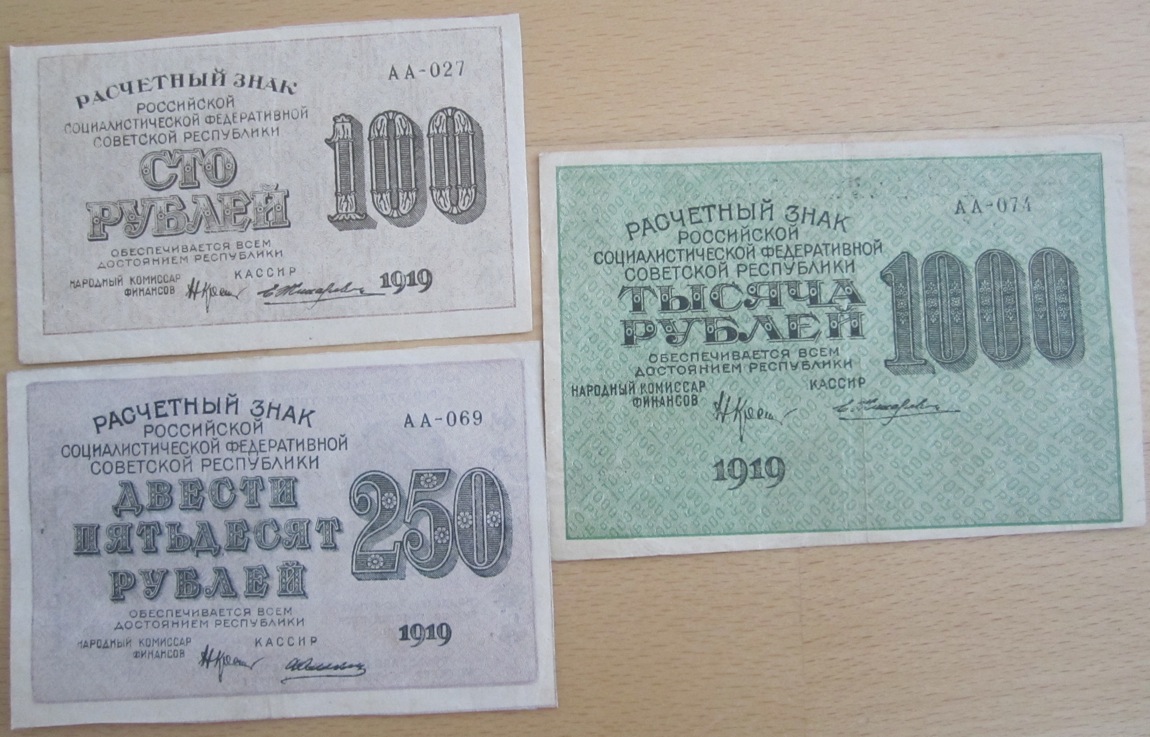 РАСЧЕТНЫЙ ЗНАК
АА-027
РОССИЙСКОЙ
СОЦИАЛИСТИЧЕСКОЙ ФЕДЕРАТИВНОЙ
СОВЕТСКОЙ РЕСПУБЛИКИ
СТО
РУБЛЕЙ
100
ОБЕСПЕЧИВАЕТСЯ ВСЕМ
ДОСТОЯНИЕМ РЕСПУБЛИКИ
НАРОДНЫЙ КОМИССАР
ФИНАНСОВ
КАССИР
1919
РАСЧЕТНЫЙ ЗНАК
АА-069
РОССИЙСКОЙ
СОЦИАЛИСТИЧЕСКОЙ ФЕДЕРАТИВНОЙ
СОВЕТСКОЙ РЕСПУБЛИКИ
ДВЕСТИ
ПЯТЬДЕСЯТ
РУБЛЕЙ
250
ОБЕСПЕЧИВАЕТСЯ ВСЕМ
ДОСТОЯНИЕМ РЕСПУБЛИКИ
НАРОДНЫЙ КОМИССАР
ФИНАНСОВ
КАССИР
1919
РАСЧЕТНЫЙ ЗНАК
АА-074
РОССИЙСКОЙ
СОЦИАЛИСТИЧЕСКОЙ ФЕДЕРАТИВНОЙ
СОВЕТСКОЙ РЕСПУБЛИКИ
ТЫСЯЧА
РУБЛЕЙ
1000
ОБЕСПЕЧИВАЕТСЯ ВСЕМ
ДОСТОЯНИЕМ РЕСПУБЛИКИ
НАРОДНЫЙ КОМИССАР
ФИНАНСОВ
КАССИР
1919